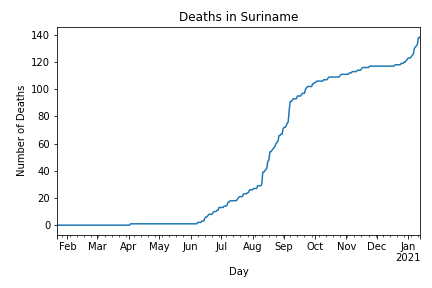 Deaths in Suriname
140
120
100
80
60
40
20
0
Number of Deaths
Feb Mar Apr May Jun Jul Aug Sep Oct Nov Dec Jan
2021
Day